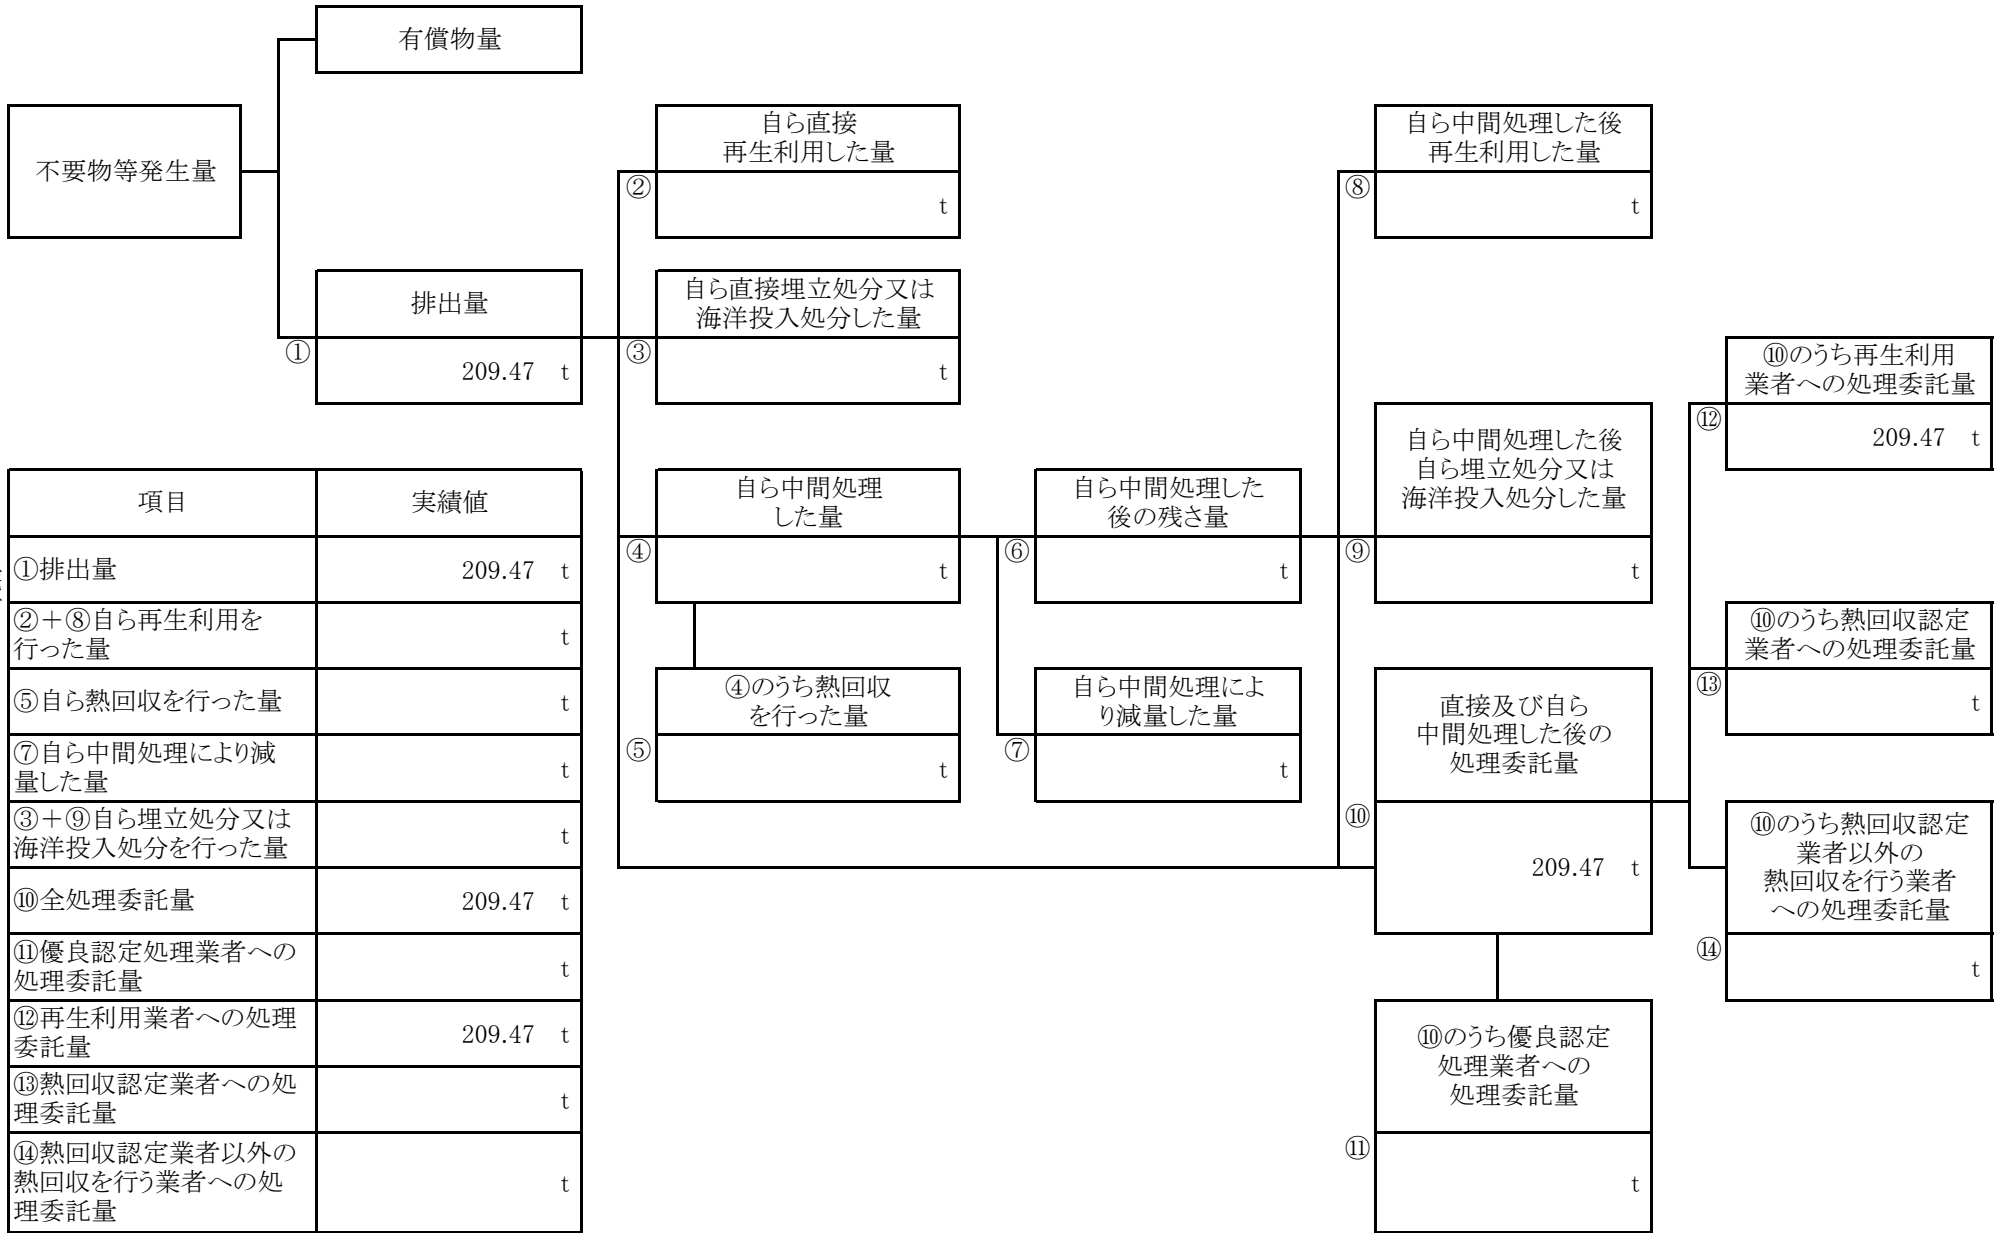 有償物量
不要物等発生量
自ら直接
再生利用した量
②
t
自ら中間処理した後
再生利用した量
⑧
t
排出量
①
209.47 t
自ら直接埋立処分又は
海洋投入処分した量
③
t
⑩のうち再生利用
業者への処理委託量
⑫
209.47 t
自ら中間処理した後
自ら埋立処分又は
海洋投入処分した量
⑨
t
自ら中間処理
した量
④
t
自ら中間処理した
後の残さ量
⑥
t
⑩のうち熱回収認定
業者への処理委託量
⑬
t
④のうち熱回収
を行った量
⑤
t
自ら中間処理によ
り減量した量
⑦
t
直接及び自ら
中間処理した後の
処理委託量
⑩
209.47 t
⑩のうち熱回収認定
業者以外の
熱回収を行う業者
への処理委託量
⑭
t
⑩のうち優良認定
処理業者への
処理委託量
⑪
t
項目 実績値
①排出量 209.47 t
②＋⑧自ら再生利用を
行った量 t
⑤自ら熱回収を行った量 t
⑦自ら中間処理により減
量した量 t
③＋⑨自ら埋立処分又は
海洋投入処分を行った量 t
⑩全処理委託量 209.47 t
⑪優良認定処理業者への
処理委託量 t
⑫再生利用業者への処理
委託量 209.47 t
⑬熱回収認定業者への処
理委託量 t
⑭熱回収認定業者以外の
熱回収を行う業者への処
理委託量 t